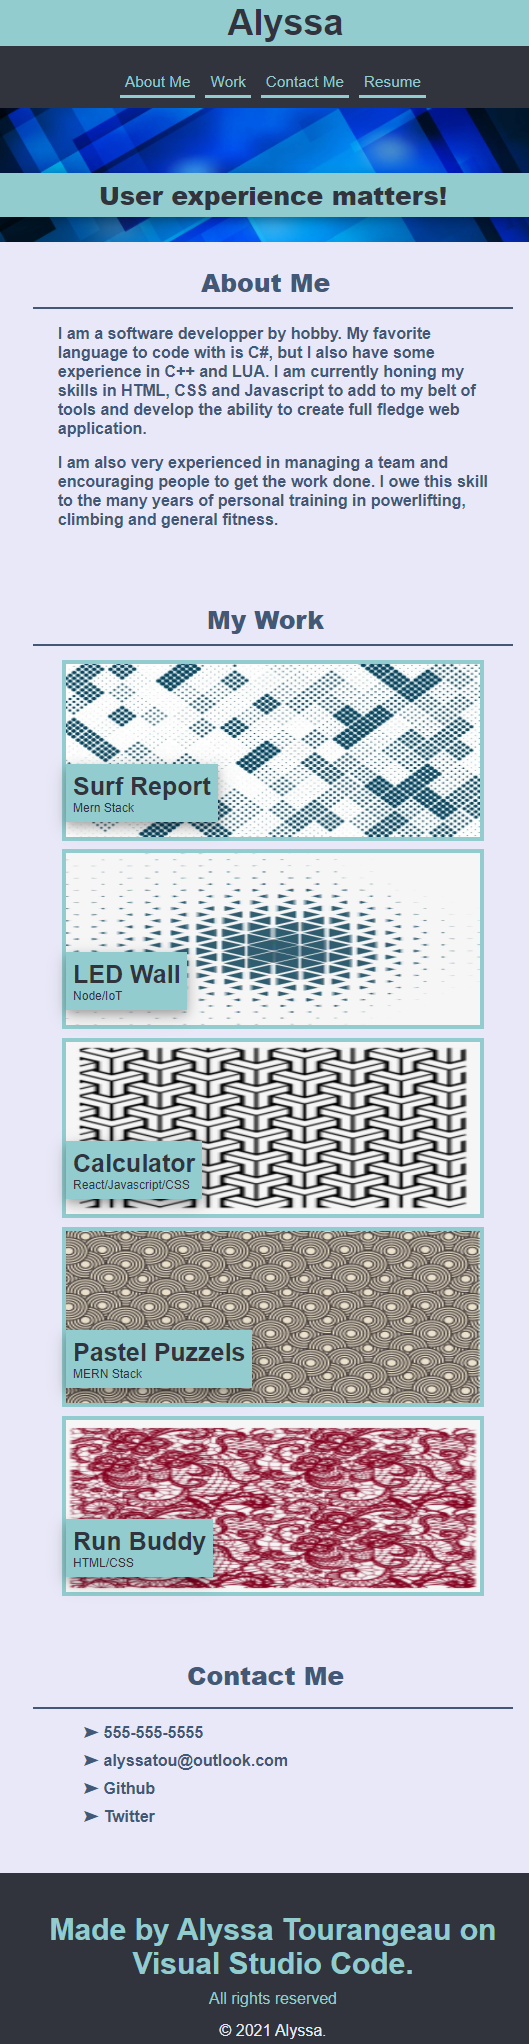 Alyssa
About Me Work Contact Me Resume
User experience matters!
About Me
I am a software developper by hobby. My favorite
language to code with is C#, but I also have some
experience in C++ and LUA. I am currently honing my
skills in HTML, CSS and Javascript to add to my belt of
tools and develop the ability to create full fledge web
application.
I am also very experienced in managing a team and
encouraging people to get the work done. I owe this skill
to the many years of personal training in powerlifting,
climbing and general fitness.
My Work
Surf Report
Mern Stack
LED Wall
Node/IoT
Calculator
React/Javascript/CSS
Pastel Puzzels
MERN Stack
Run Buddy
HTML/CSS
Contact Me
➤ 555-555-5555
➤ alyssatou@outlook.com
➤ Github
➤ Twitter
Made by Alyssa Tourangeau on
Visual Studio Code.
All rights reserved
© 2021 Alyssa.